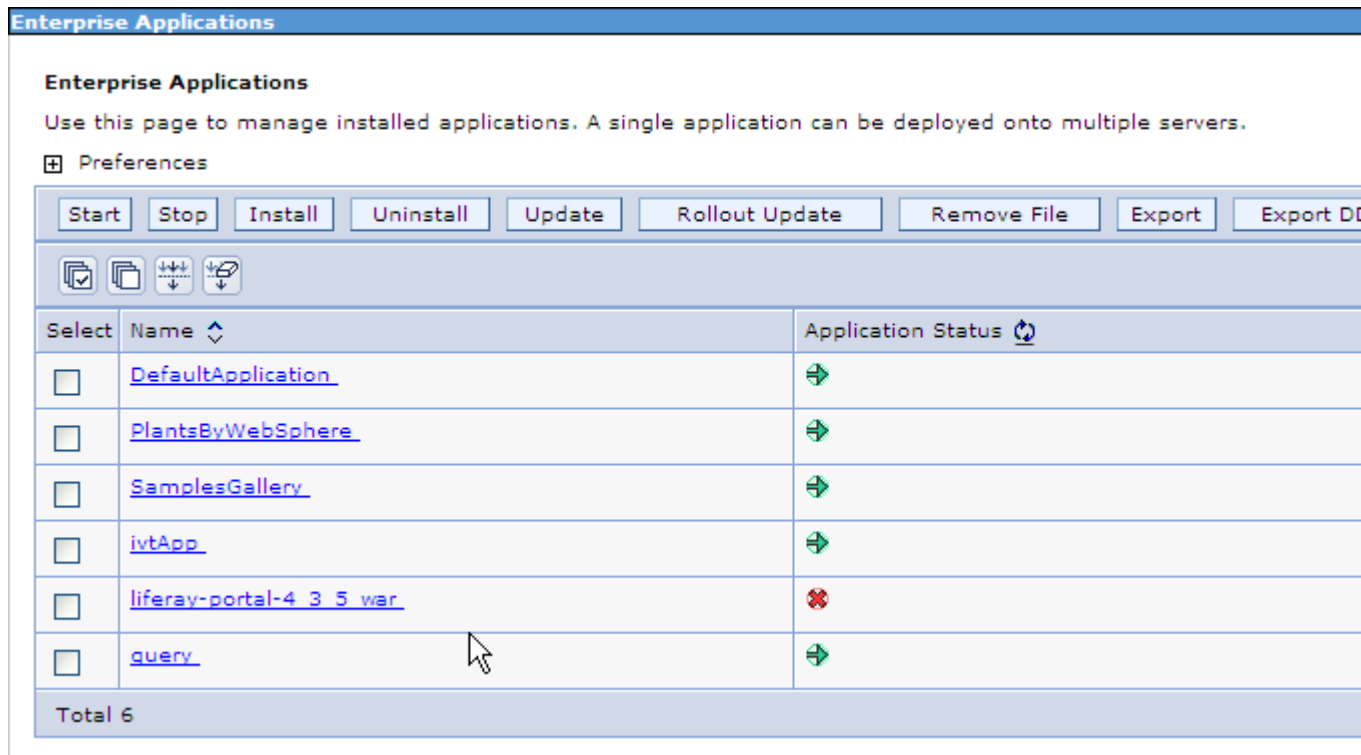 Enterprise Applications
Enterprise Applications
Use this page to manage installed applications. A single application can be deployed onto multiple servers.
Preferences
Start Stop Install Uninstall Update Rollout Update Remove File Export Export DD
Select Name Application Status
DefaultApplication
PlantsByWebSphere
SamplesGallery
ivtApp
liferay-portal-4_3_5_war
query
Total 6